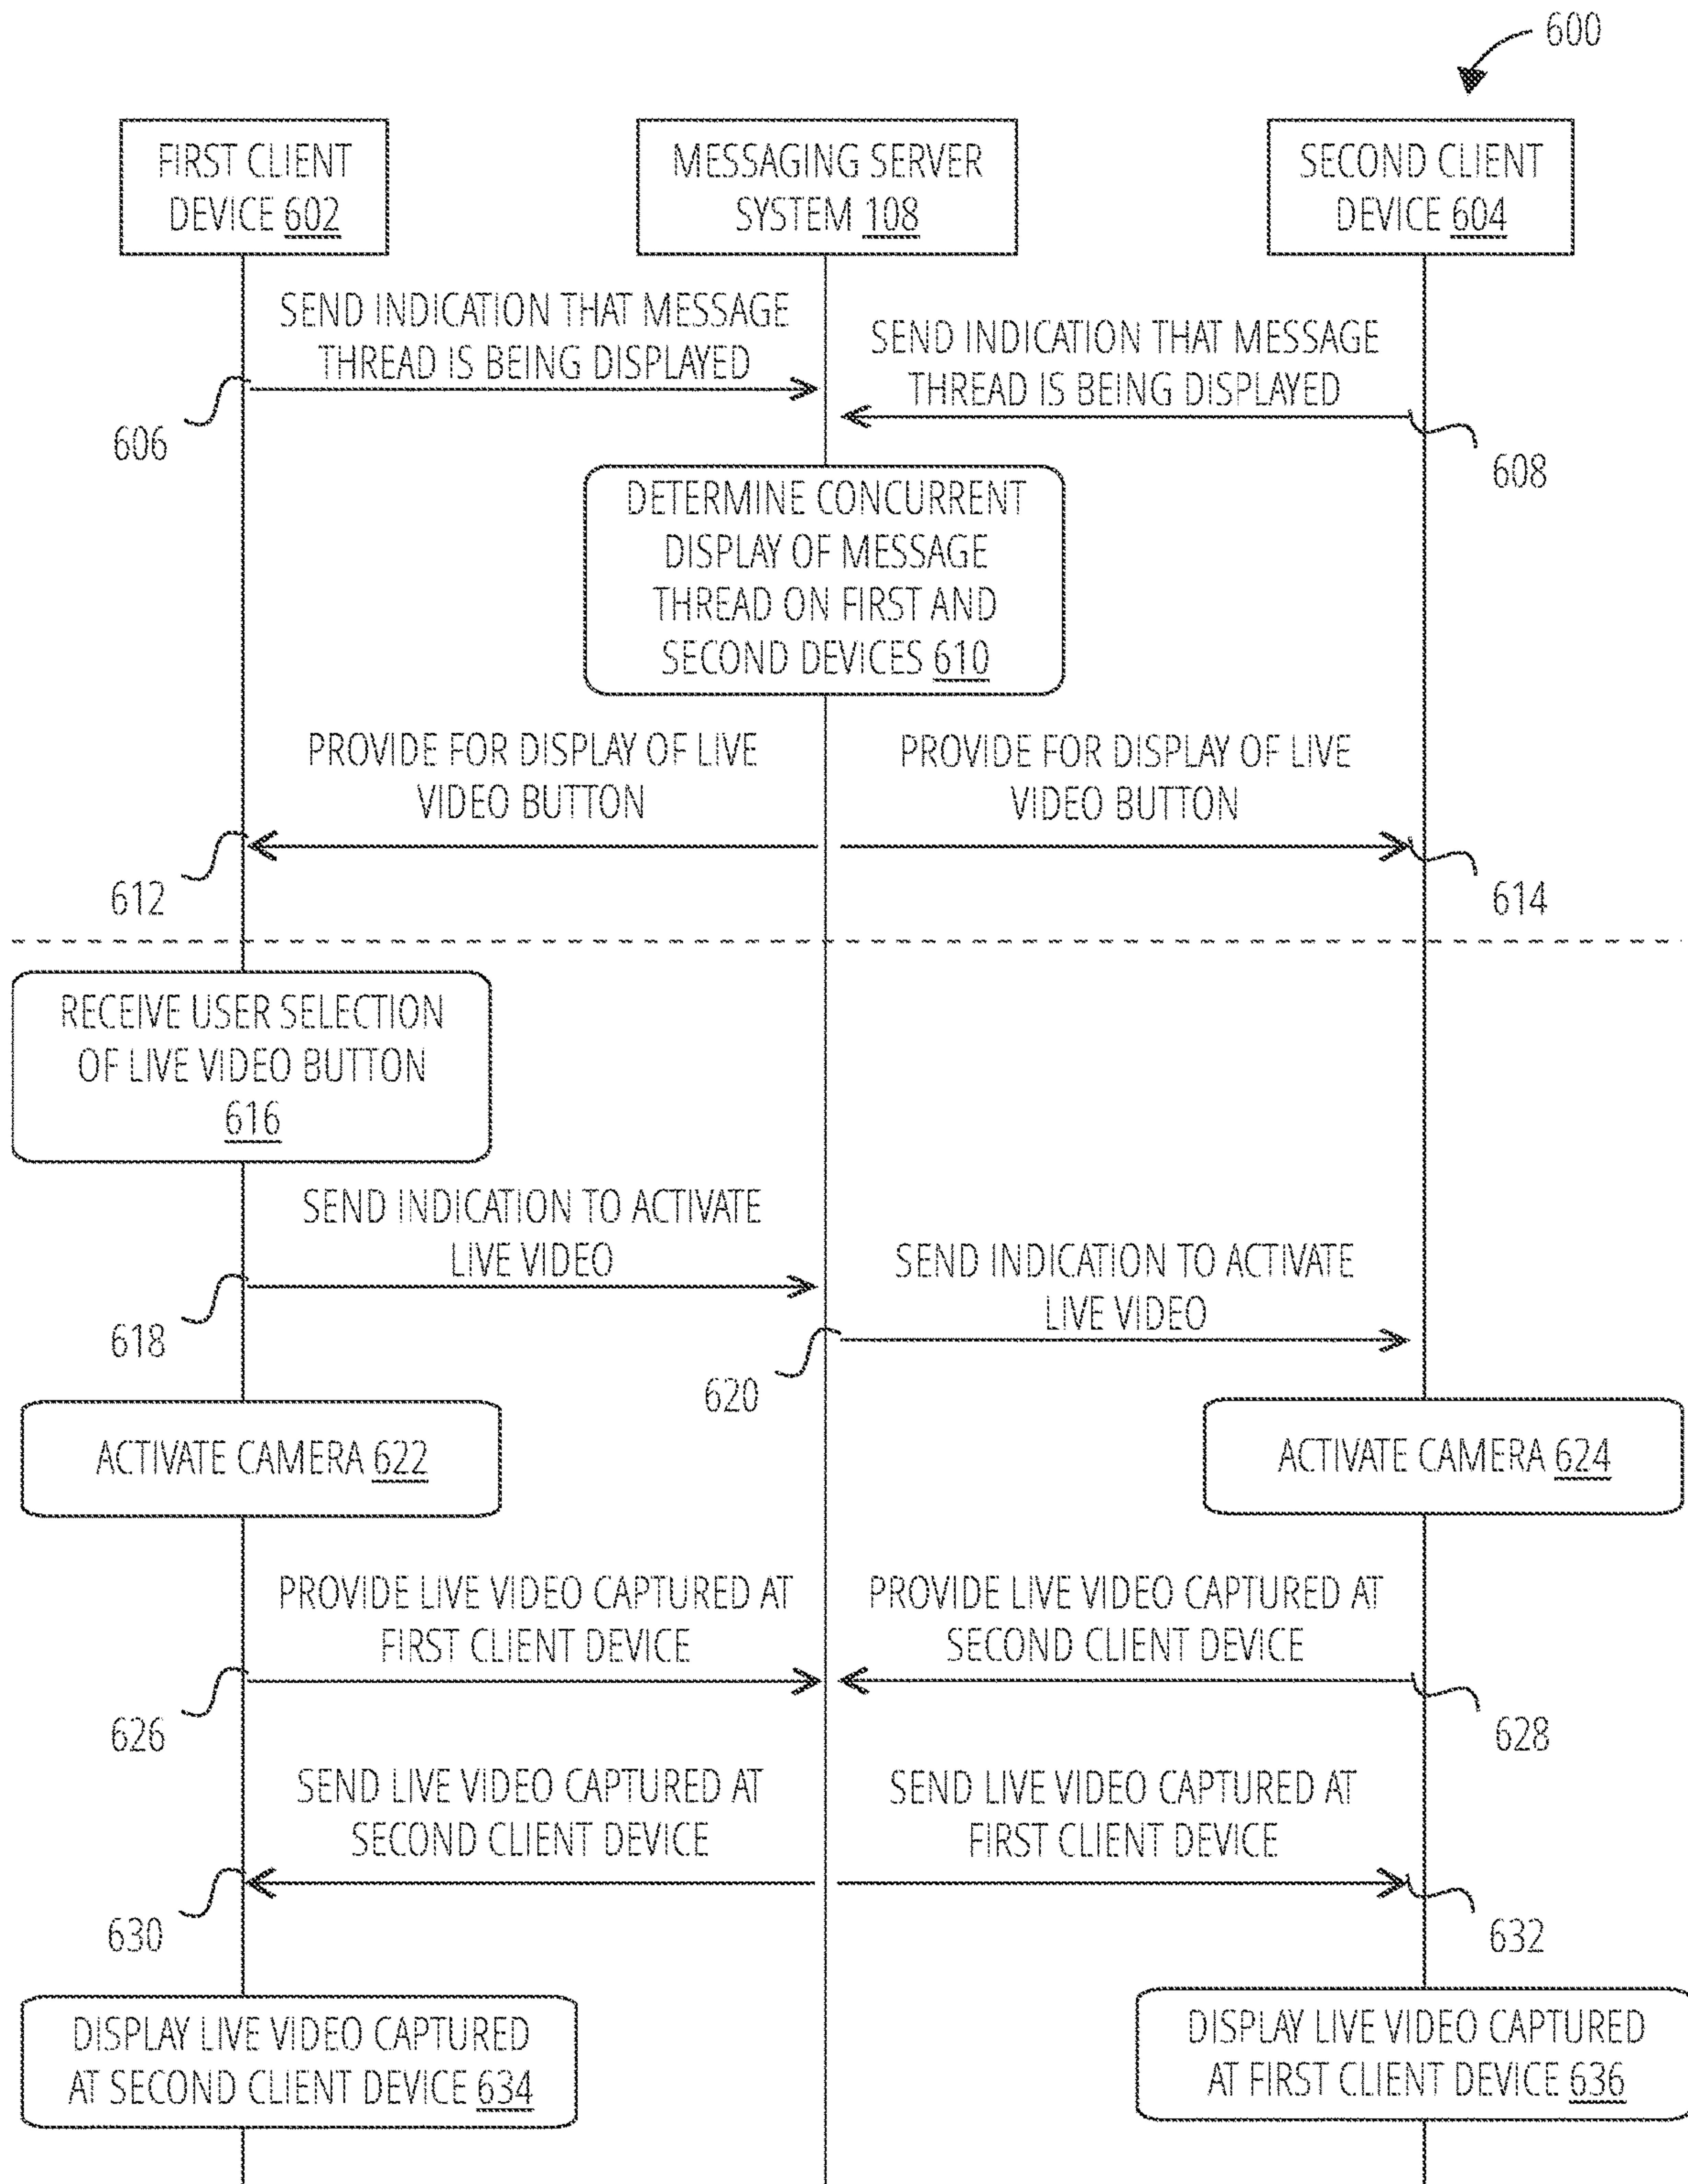 600
FIRST CLIENT
DEVICE 602
MESSAGING SERVER
SYSTEM 108
SECOND CLIENT
DEVICE 604
SEND INDICATION THAT MESSAGE
THREAD IS BEING DISPLAYED
606
SEND INDICATION THAT MESSAGE
THREAD IS BEING DISPLAYED
608
DETERMINE CONCURRENT
DISPLAY OF MESSAGE
THREAD ON FIRST AND
SECOND DEVICES 610
PROVIDE FOR DISPLAY OF LIVE
VIDEO BUTTON
612
PROVIDE FOR DISPLAY OF LIVE
VIDEO BUTTON
614
RECEIVE USER SELECTION
OF LIVE VIDEO BUTTON
616
SEND INDICATION TO ACTIVATE
LIVE VIDEO
618
SEND INDICATION TO ACTIVATE
LIVE VIDEO
620
ACTIVATE CAMERA 622
ACTIVATE CAMERA 624
PROVIDE LIVE VIDEO CAPTURED AT
FIRST CLIENT DEVICE
626
PROVIDE LIVE VIDEO CAPTURED AT
SECOND CLIENT DEVICE
628
SEND LIVE VIDEO CAPTURED AT
SECOND CLIENT DEVICE
630
SEND LIVE VIDEO CAPTURED AT
FIRST CLIENT DEVICE
632
DISPLAY LIVE VIDEO CAPTURED
AT SECOND CLIENT DEVICE 634
DISPLAY LIVE VIDEO CAPTURED
AT FIRST CLIENT DEVICE 636